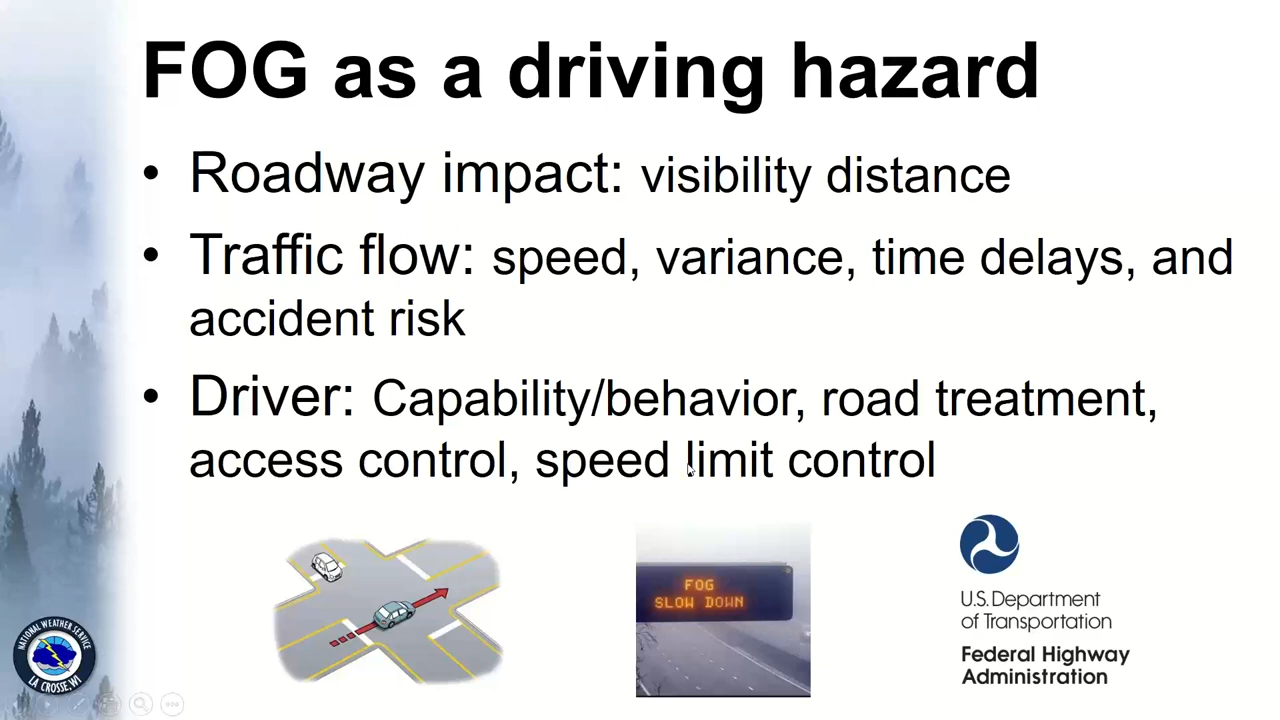 FOG as a driving hazard
• Roadway impact: visibility distance
• Traffic flow: speed, variance, time delays, and
accident risk
• Driver: Capability/behavior, road treatment,
access control, speed limit control
FOG
SLOW DOWN
U.S. Department
of Transportation
Federal Highway
Administration
NATIONAL WEATHER SERVICE
LA CROSSE, WI